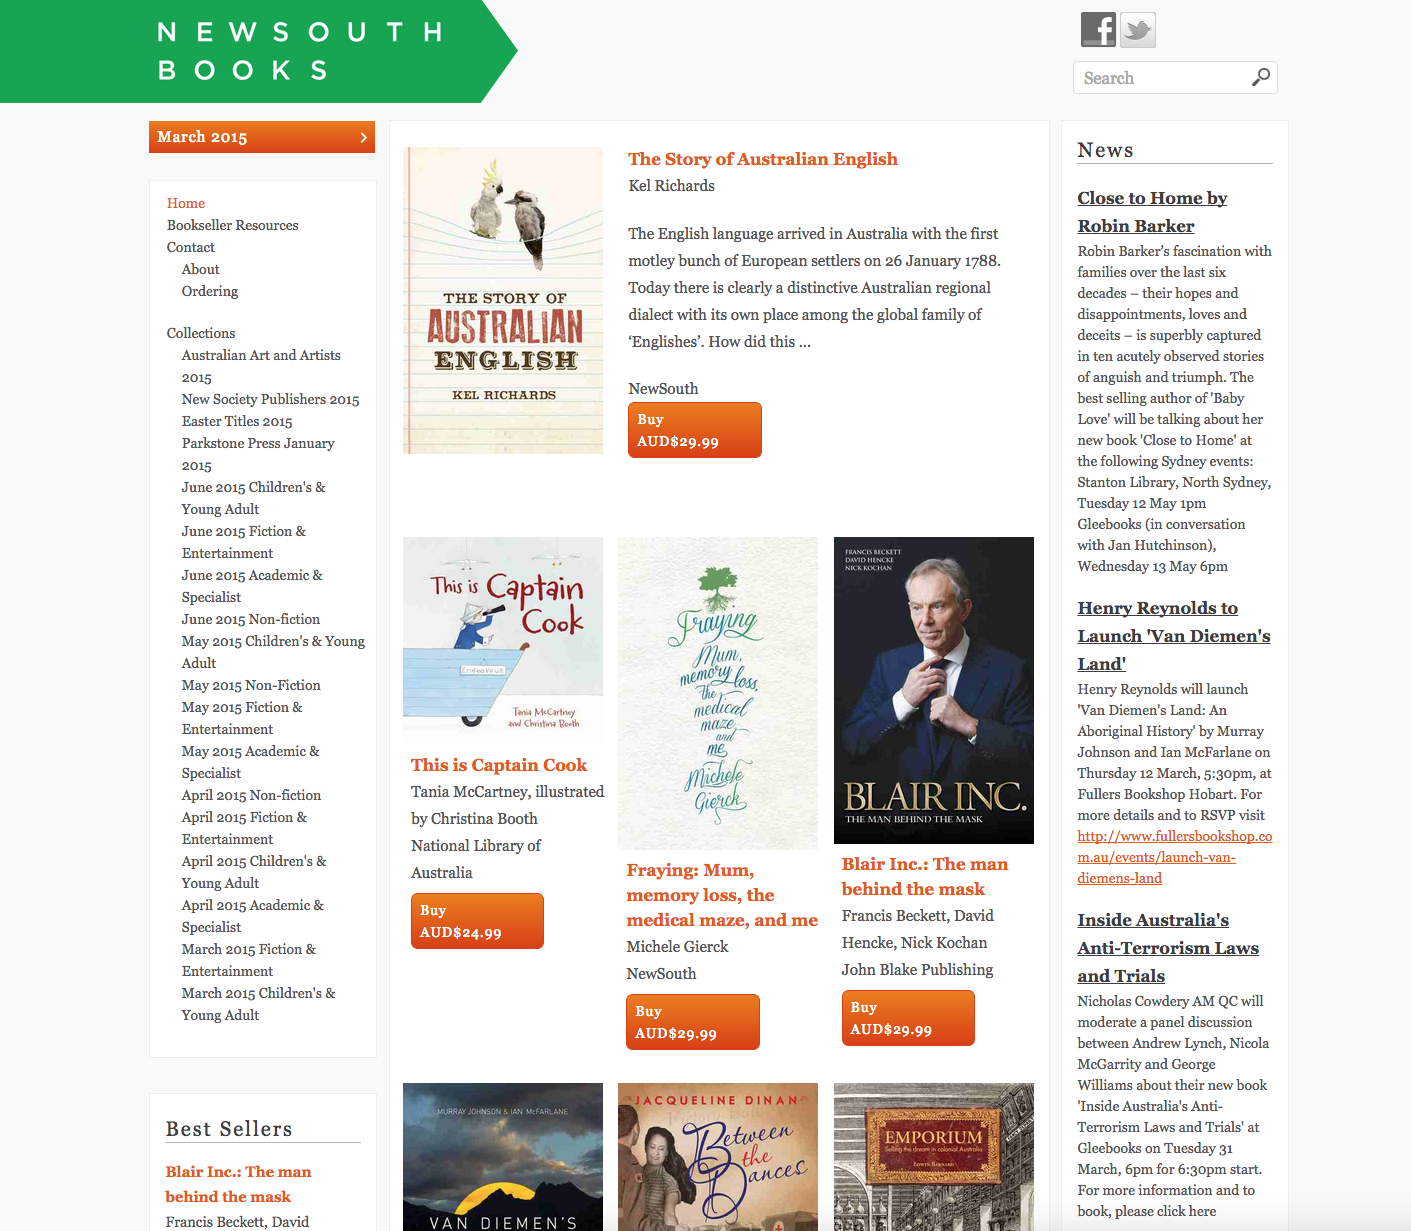 NEWSOUTH
BOOKS
Search
March 2015
Home
Bookseller Resources
Contact
About
Ordering
Collections
Australian Art and Artists
2015
New Society Publishers 2015
Easter Titles 2015
Parkstone Press January
2015
June 2015 Children's &
Young Adult
June 2015 Fiction &
Entertainment
June 2015 Academic &
Specialist
June 2015 Non-fiction
May 2015 Children's & Young
Adult
May 2015 Non-Fiction
May 2015 Fiction &
Entertainment
May 2015 Academic &
Specialist
April 2015 Non-fiction
April 2015 Fiction &
Entertainment
April 2015 Children's &
Young Adult
April 2015 Academic &
Specialist
March 2015 Fiction &
Entertainment
March 2015 Children's &
Young Adult
Best Sellers
Blair Inc.: The man
behind the mask
Francis Beckett, David
THE STORY OF
AUSTRALIAN
ENGLISH
KEL RICHARDS
The Story of Australian English
Kel Richards
The English language arrived in Australia with the first
motley bunch of European settlers on 26 January 1788.
Today there is clearly a distinctive Australian regional
dialect with its own place among the global family of
‘Englishes’. How did this ...
NewSouth
Buy
AUD$29.99
This is Captain
Cook
Endeavour
Tania McCartney
and Christina Booth
This is Captain Cook
Tania McCartney, illustrated
by Christina Booth
National Library of
Australia
Buy
AUD$24.99
Fraying
Mum,
memory loss,
the
medical
maze,
and
me
Michele
Gierck
Fraying: Mum,
memory loss, the
medical maze, and me
Michele Gierck
NewSouth
Buy
AUD$29.99
FRANCIS BECKETT
DAVID HENCKE
NICK KOCHAN
BLAIR INC.
THE MAN BEHIND THE MASK
Blair Inc.: The man
behind the mask
Francis Beckett, David
Hencke, Nick Kochan
John Blake Publishing
Buy
AUD$29.99
MURRAY JOHNSON & IAN McFARLANE
VAN DIEMEN'S
JACQUELINE DINAN
Between
the
Dances
EMPORIUM
Selling the dream in colonial Australia
EDWIN BARNARD
News
Close to Home by
Robin Barker
Robin Barker's fascination with
families over the last six
decades – their hopes and
disappointments, loves and
deceits – is superbly captured
in ten acutely observed stories
of anguish and triumph. The
best selling author of 'Baby
Love' will be talking about her
new book 'Close to Home' at
the following Sydney events:
Stanton Library, North Sydney,
Tuesday 12 May 1pm
Gleebooks (in conversation
with Jan Hutchinson),
Wednesday 13 May 6pm
Henry Reynolds to
Launch 'Van Diemen's
Land'
Henry Reynolds will launch
'Van Diemen's Land: An
Aboriginal History' by Murray
Johnson and Ian McFarlane on
Thursday 12 March, 5:30pm, at
Fullers Bookshop Hobart. For
more details and to RSVP visit
http://www.fullersbookshop.co
m.au/events/launch-van-
diemens-land
Inside Australia's
Anti-Terrorism Laws
and Trials
Nicholas Cowdery AM QC will
moderate a panel discussion
between Andrew Lynch, Nicola
McGarrity and George
Williams about their new book
'Inside Australia's Anti-
Terrorism Laws and Trials' at
Gleebooks on Tuesday 31
March, 6pm for 6:30pm start.
For more information and to
book, please click here